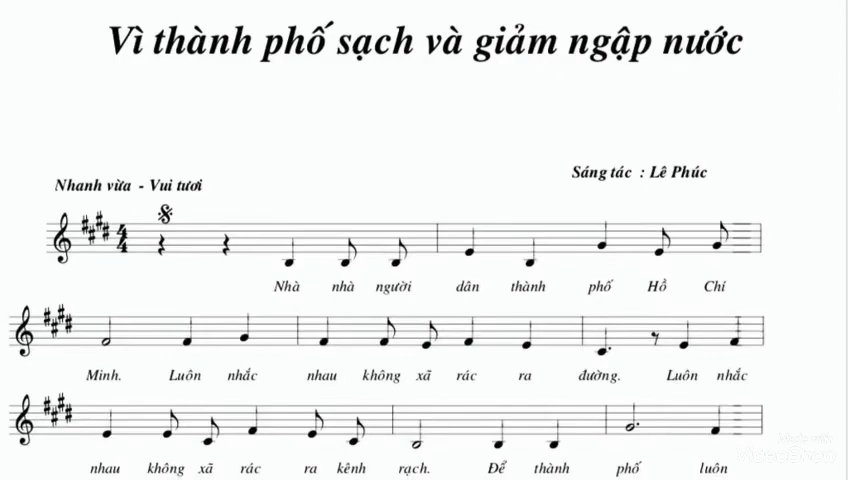 Vì thành phố sạch và giảm ngập nước
Sáng tác : Lê Phúc
Nhanh vừa - Vui tươi
Nhà nhà người dân thành phố Hồ Chí
Minh. Luôn nhắc nhau không xã rác ra đường. Luôn nhắc
nhau không xã rác ra kênh rạch. Để thành phố luôn